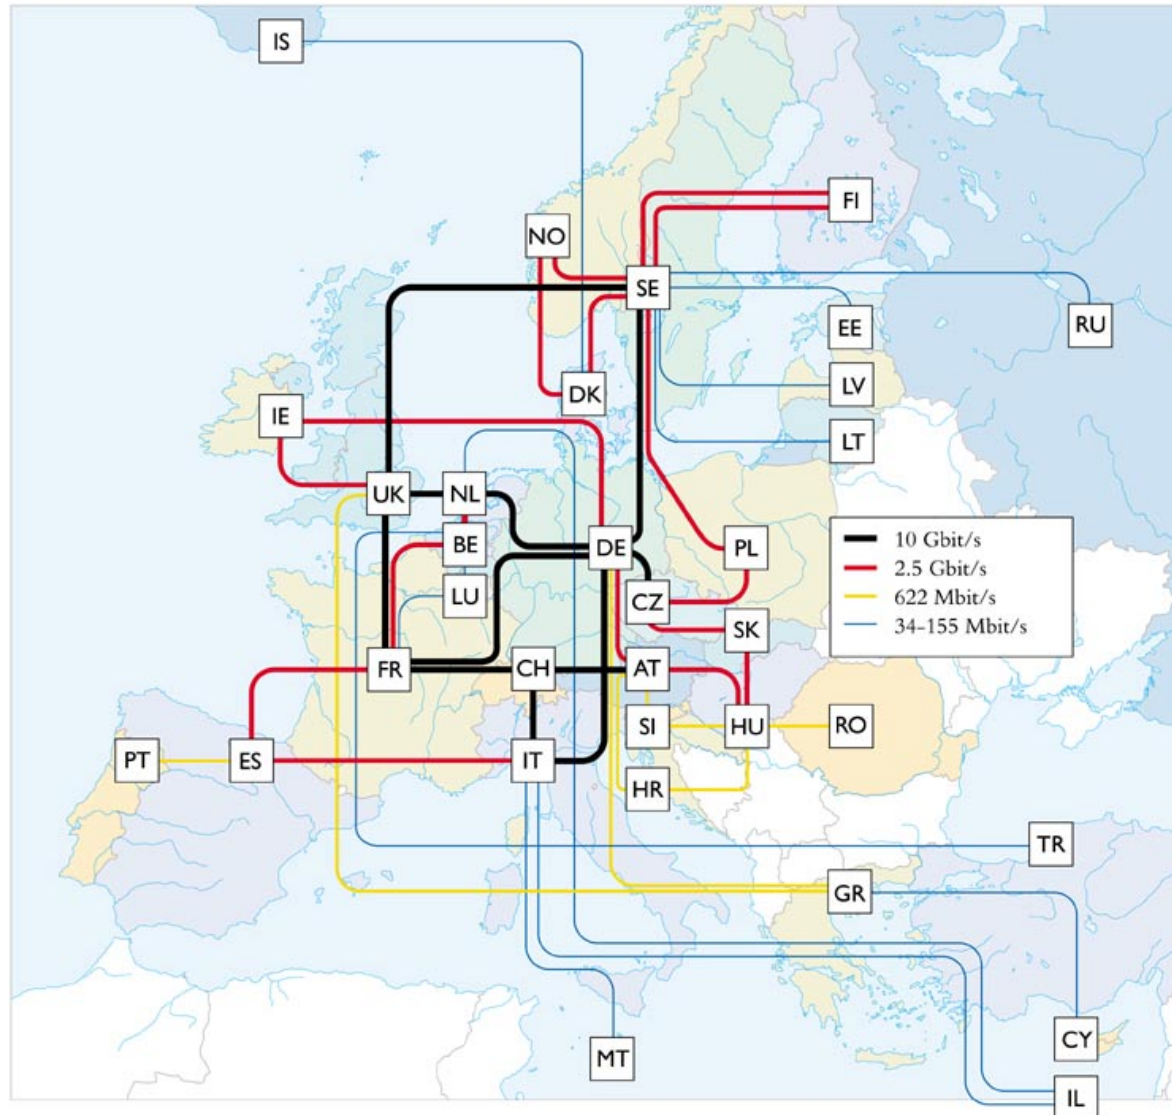 IS
FI
NO
SE
RU
EE
DK
LV
IE
LT
UK
NL
BE
DE
PL
10 Gbit/s
2.5 Gbit/s
622 Mbit/s
34-155 Mbit/s
LU
CZ
SK
FR
CH
AT
SI
HU
RO
PT
ES
IT
HR
TR
GR
CY
MT
IL